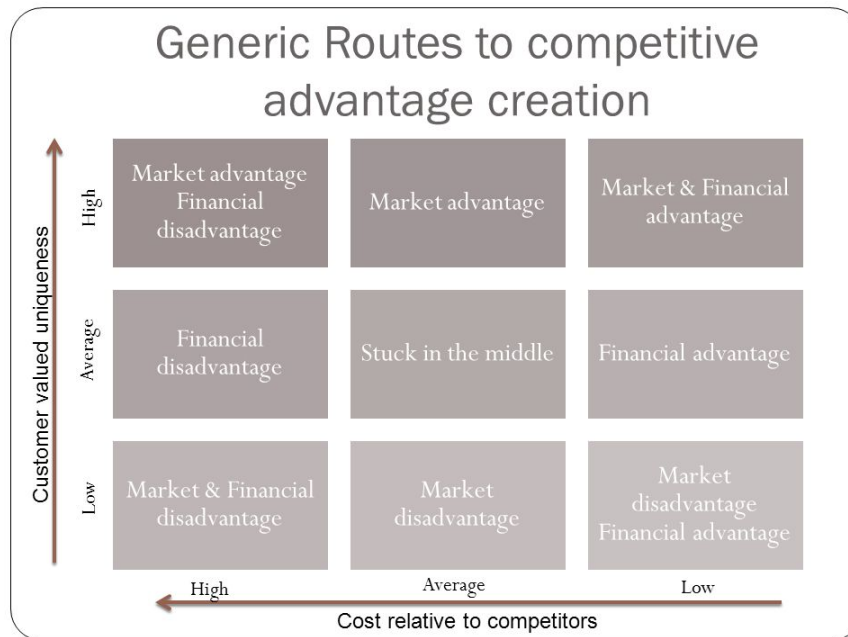 Generic Routes to competitive
advantage creation
Customer valued uniqueness
High
Market advantage
Financial
disadvantage
Market advantage
Market & Financial
advantage
Average
Financial
disadvantage
Stuck in the middle
Financial advantage
Low
Market & Financial
disadvantage
Market
disadvantage
Market
disadvantage
Financial advantage
High
Average
Low
Cost relative to competitors